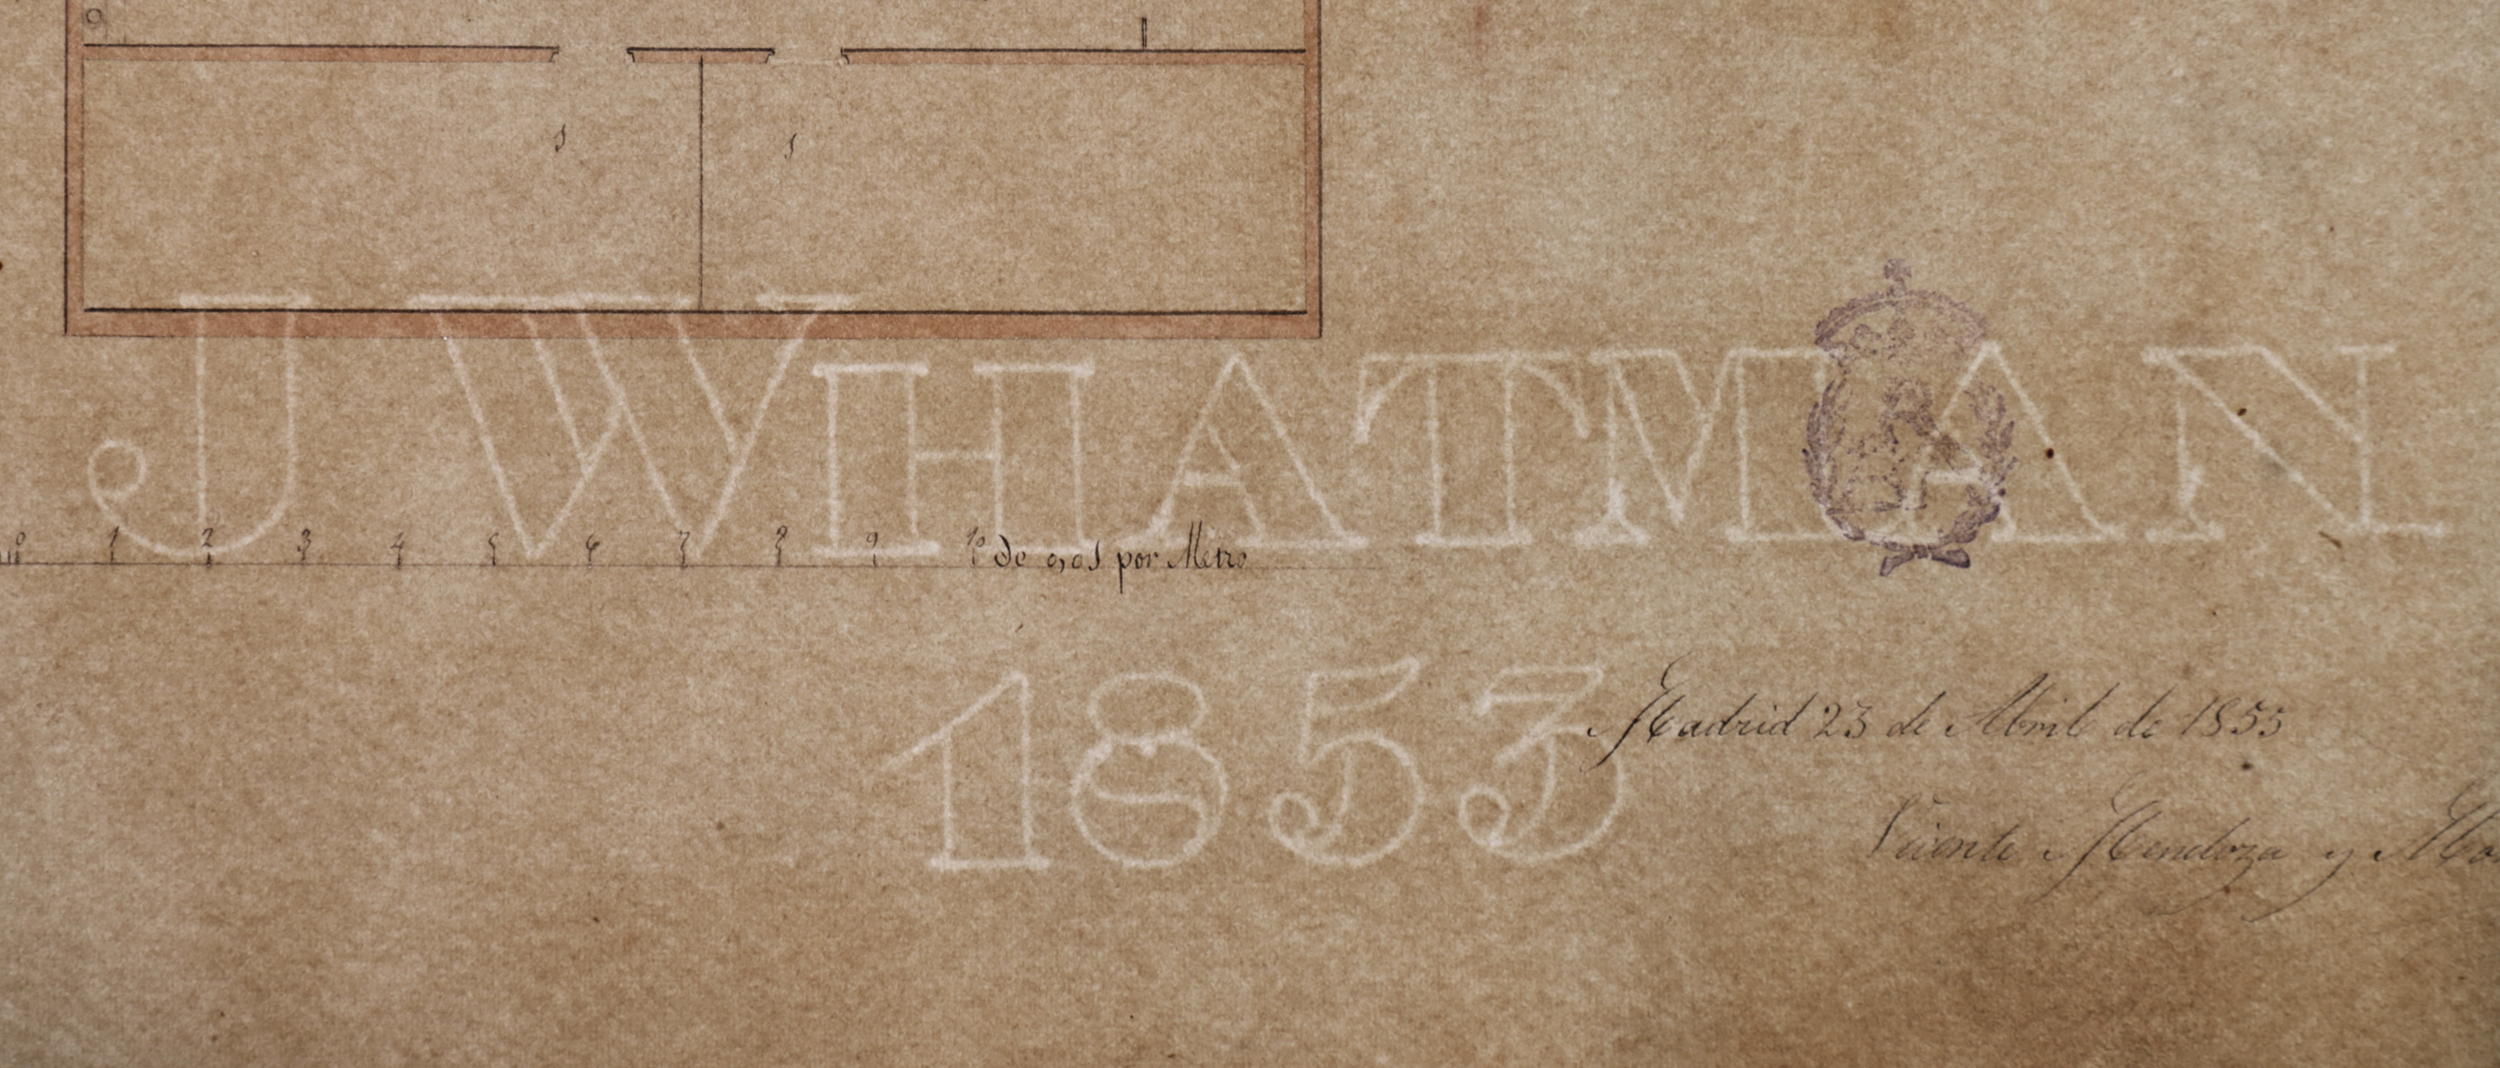 J WHATMAN
0 1 2 3 4 5 6 7 8 9 10 De 0,01 por Metro
1853
Madrid 23 de Abril de 1855
Vicente Mendoza y